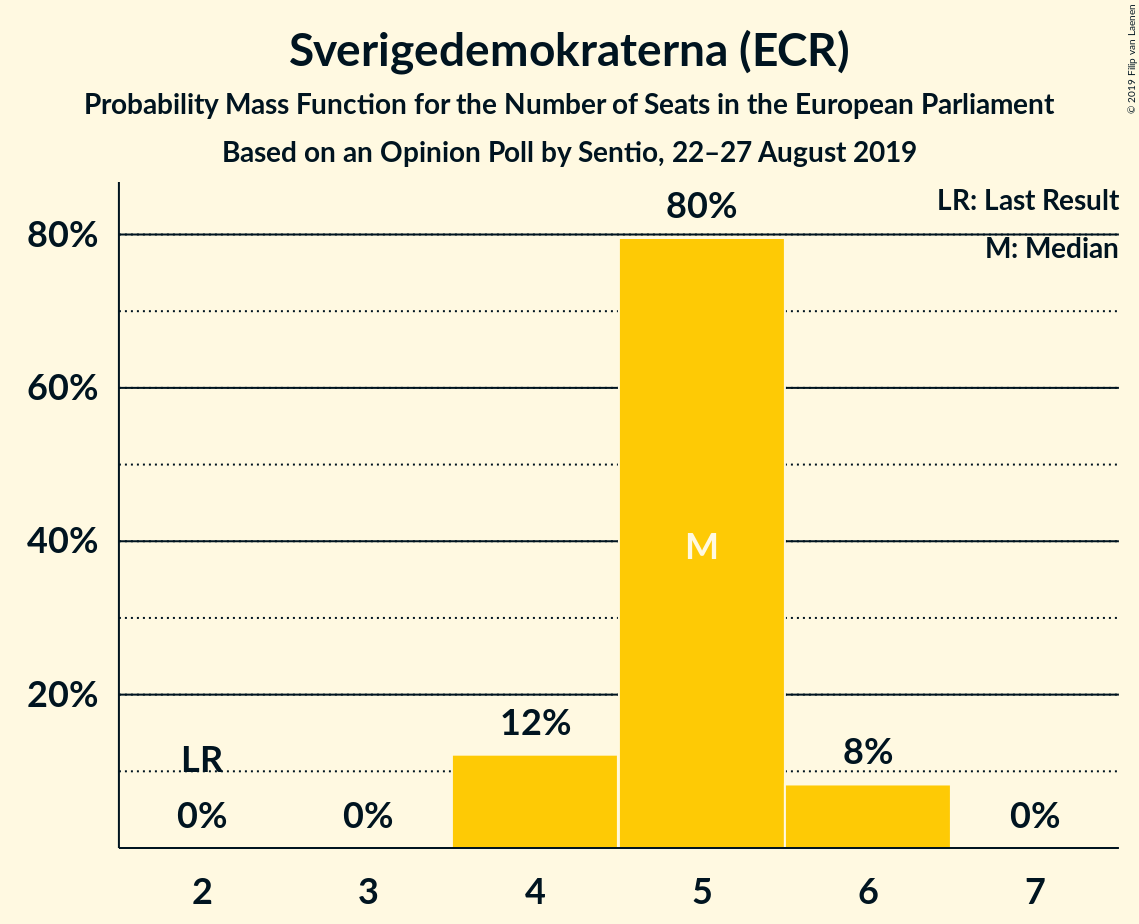 Sverigedemokraterna (ECR)
Probability Mass Function for the Number of Seats in the European Parliament
Based on an Opinion Poll by Sentio, 22–27 August 2019
© 2019 Filip van Laenen
LR: Last Result
M: Median
80%
60%
40%
20%
LR
0%
0%
12%
80%
M
8%
0%
2 3 4 5 6 7